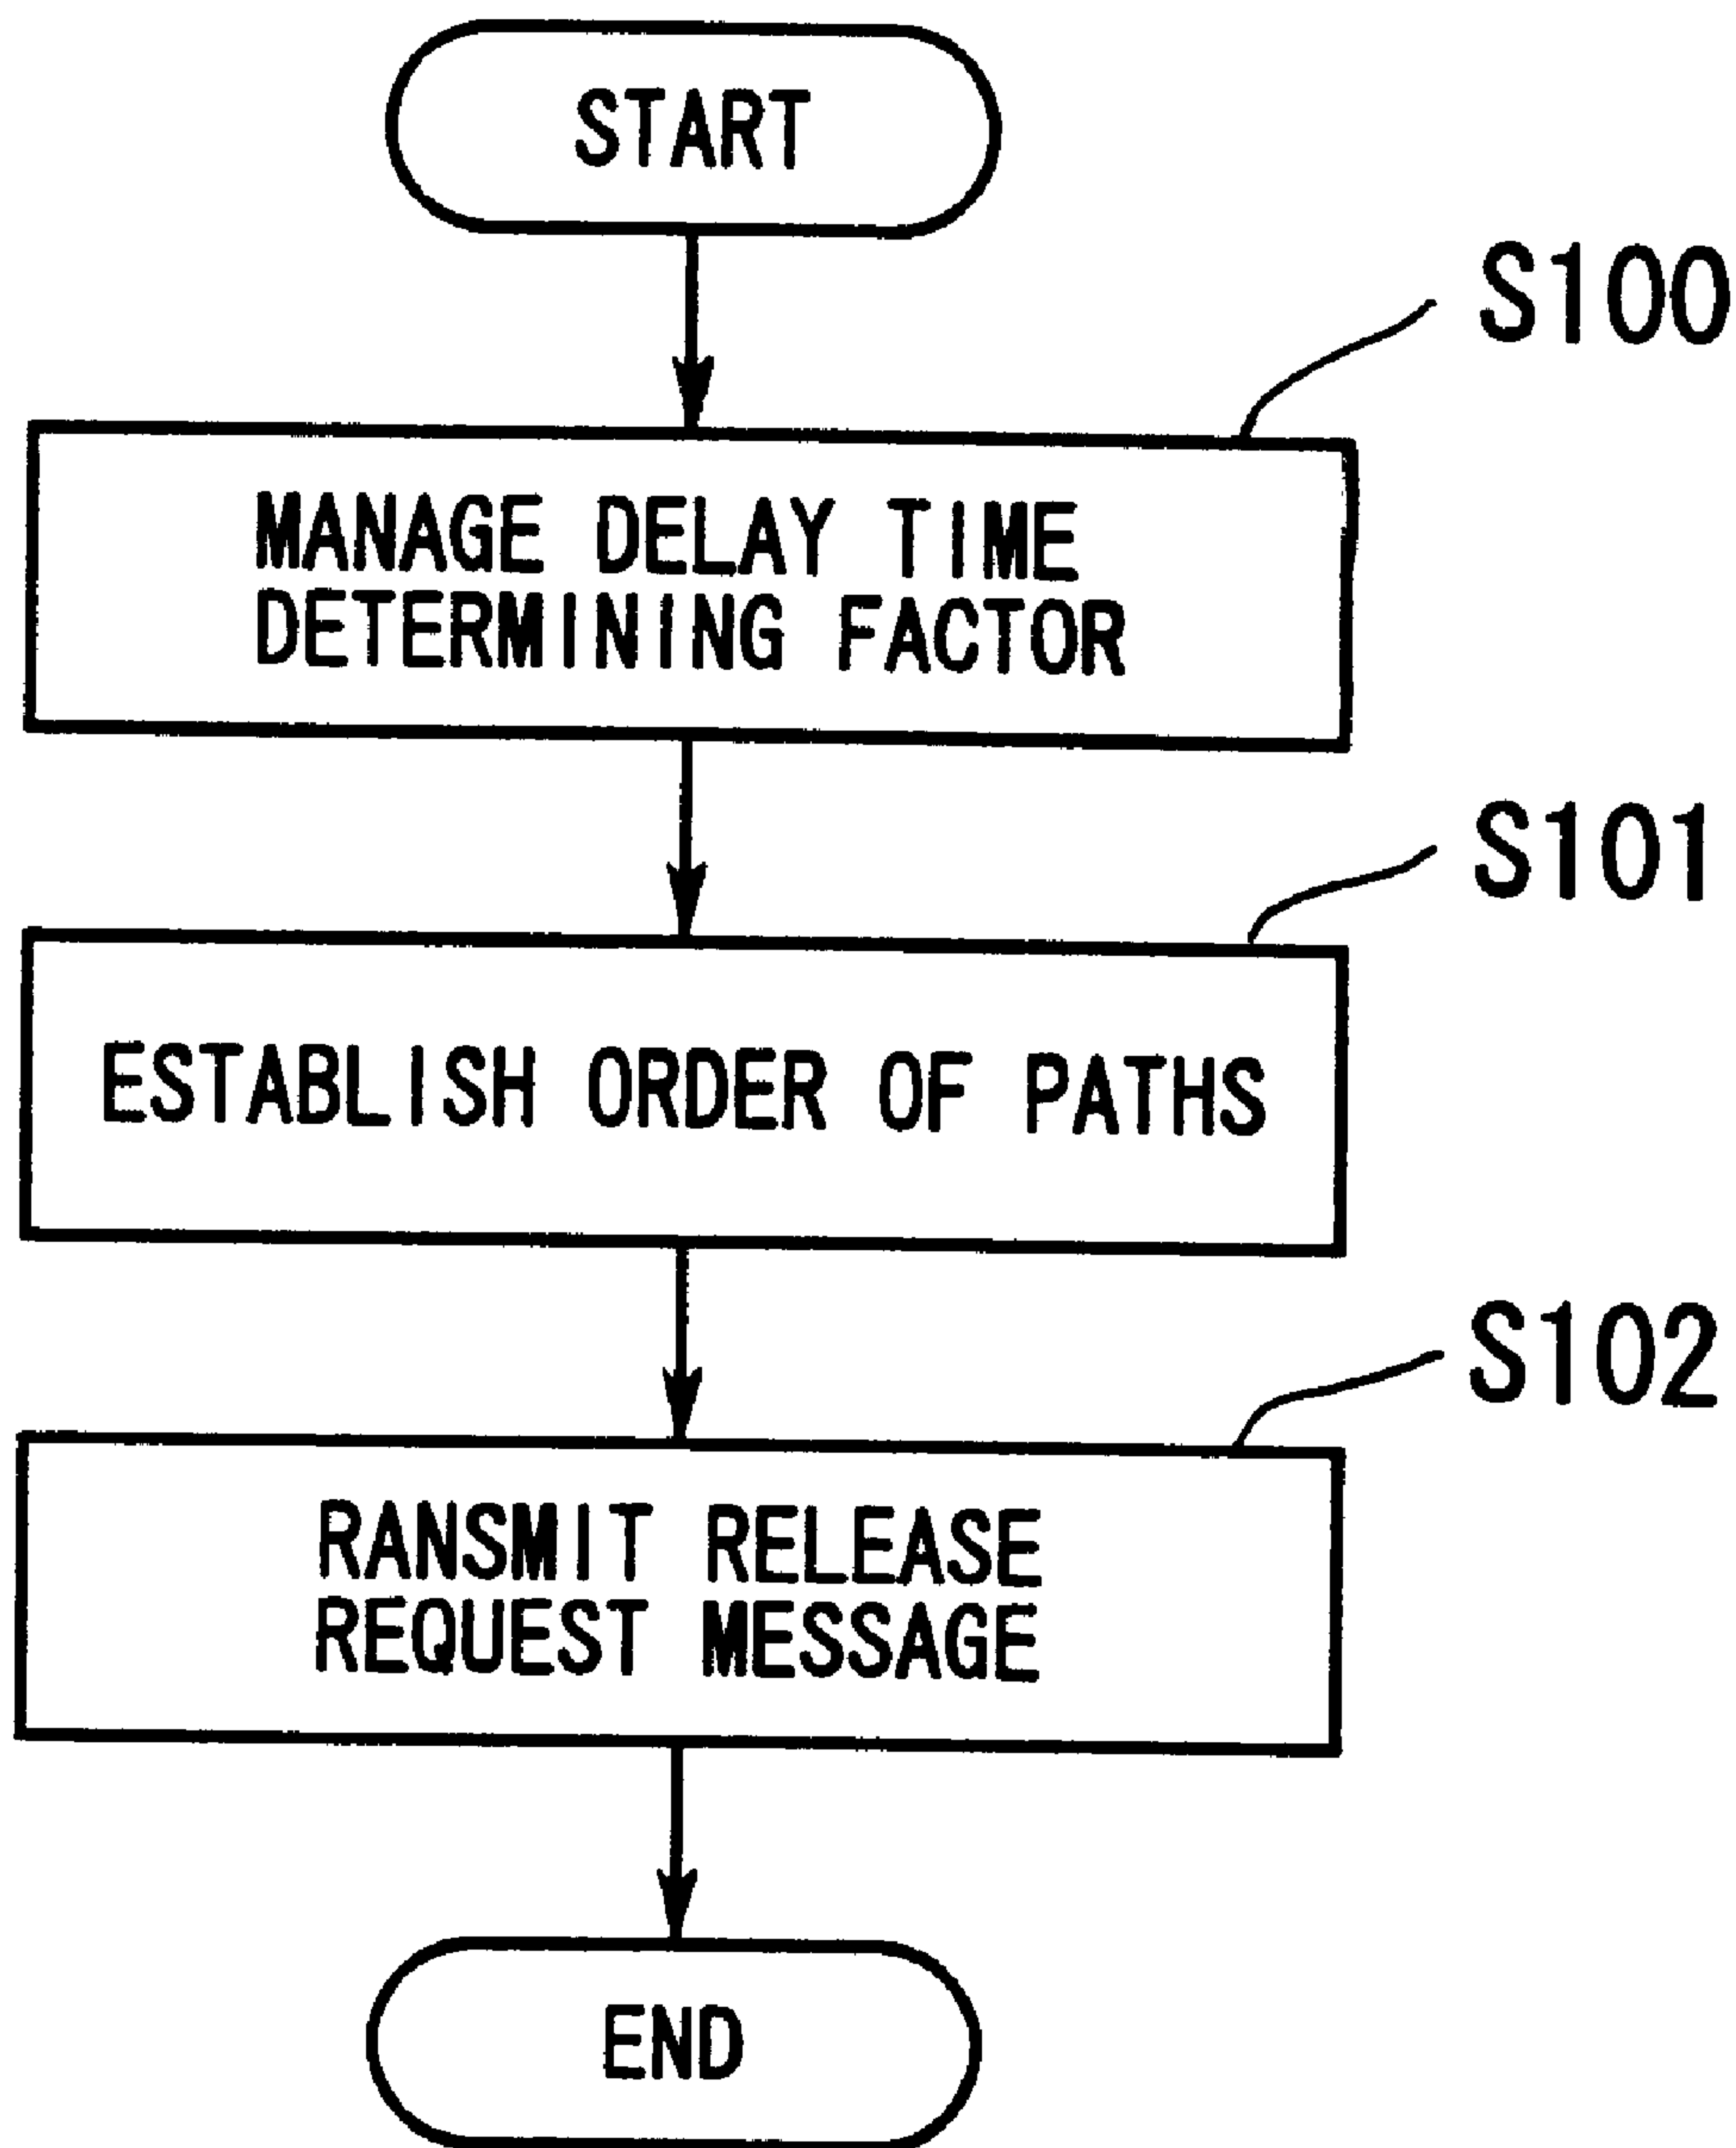 START
S100
MANAGE DELAY TIME
DETERMINING FACTOR
S101
ESTABLISH ORDER OF PATHS
S102
RANSMIT RELEASE
REQUEST MESSAGE
END